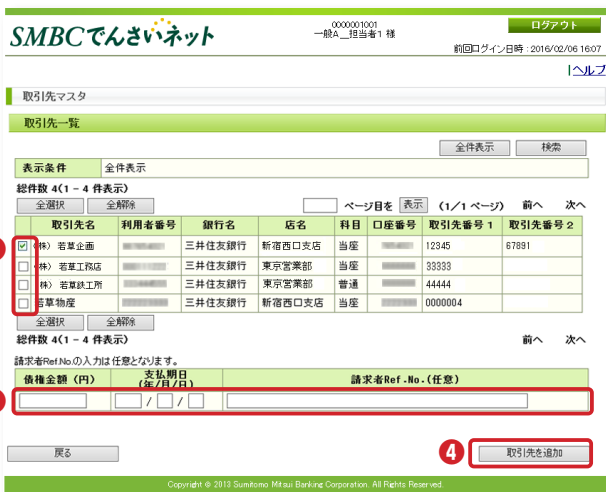 SMBCでんさいネット
0000001001
一般A__担当者1 様
ログアウト
前回ログイン日時 : 2016/02/06 16:07
|ヘルプ
取引先マスタ
取引先一覧
全件表示 検索
表示条件 全件表示
総件数 4(1 - 4 件表示)
全選択 全解除 ページ目を 表示 (1/1 ページ) 前へ 次へ
取引先名 利用者番号 銀行名 店名 科目 口座番号 取引先番号1 取引先番号2
(株) 若草企画 三井住友銀行 新宿西口支店 当座 12345 67891
(株) 若草工務店 三井住友銀行 東京営業部 当座 33333
(株) 若草鉄工所 三井住友銀行 東京営業部 普通 44444
若草物産 三井住友銀行 新宿西口支店 当座 0000004
全選択 全解除
総件数 4(1 - 4 件表示) 前へ 次へ
請求者Ref.No.の入力は任意となります。
債権金額 (円) 支払期日 (年/月/日) 請求者Ref.No.(任意)
/ /
戻る 4 取引先を追加
Copyright © 2013 Sumitomo Mitsui Banking Corporation. All Rights Reserved.